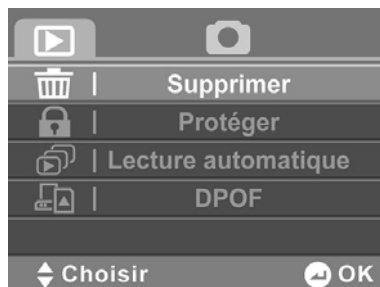 Supprimer
Protéger
Lecture automatique
DPOF
Choisir OK